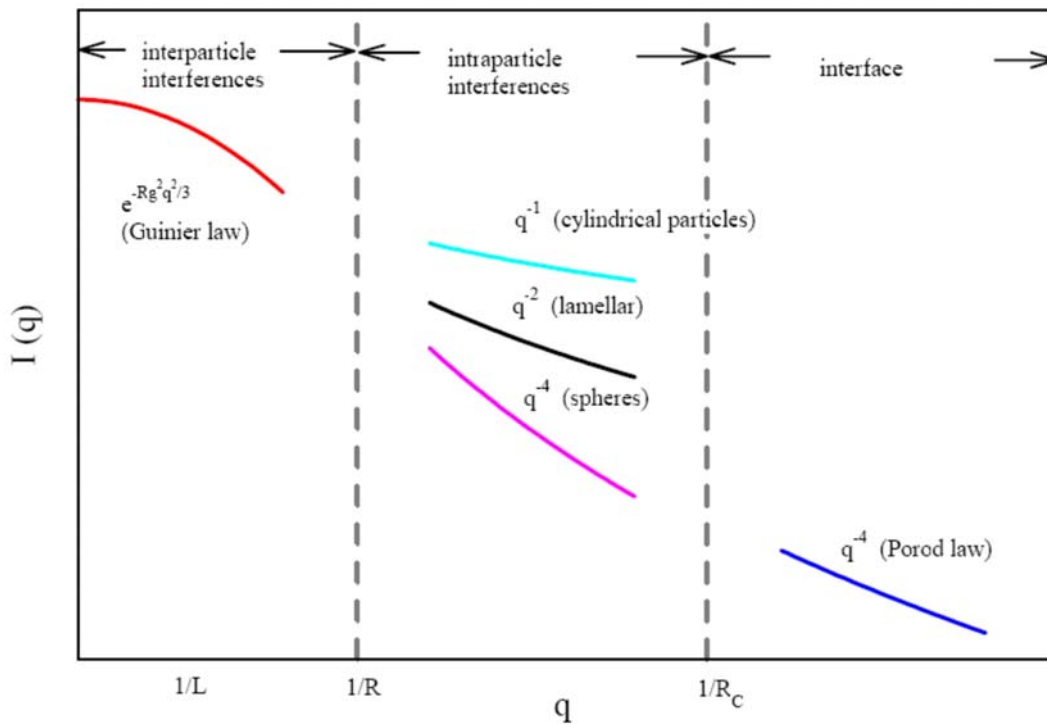 interparticle
interferences
intraparticle
interferences
interface
e^-Rg²q²/3
(Guinier law)
q^-1 (cylindrical particles)
q^-2 (lamellar)
q^-4 (spheres)
q^-4 (Porod law)
I (q)
1/L
1/R
1/R_C
q